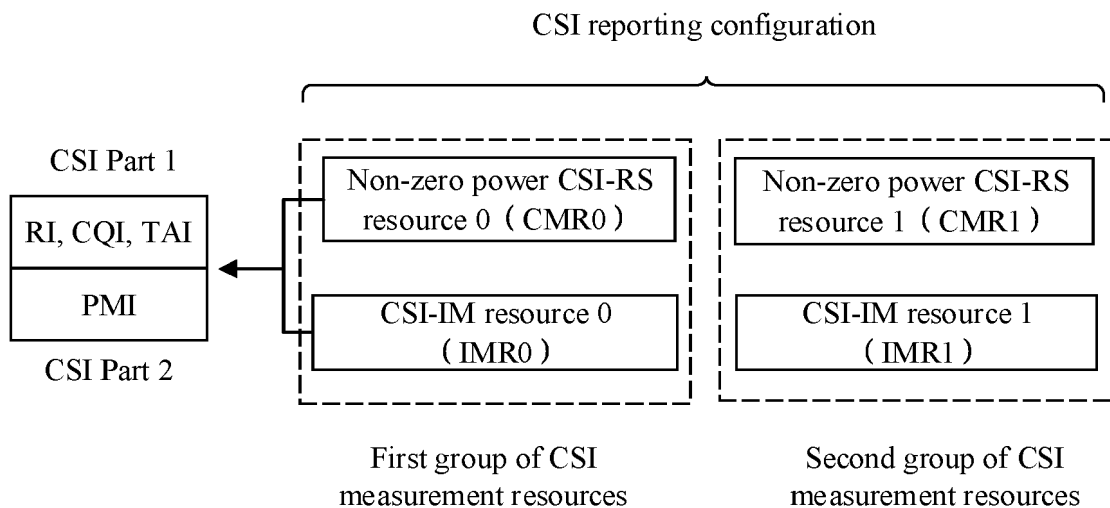 CSI reporting configuration
CSI Part 1
RI, CQI, TAI
PMI
CSI Part 2
Non-zero power CSI-RS
resource 0 ( CMR0 )
CSI-IM resource 0
( IMR0 )
First group of CSI
measurement resources
Non-zero power CSI-RS
resource 1 ( CMR1 )
CSI-IM resource 1
( IMR1 )
Second group of CSI
measurement resources